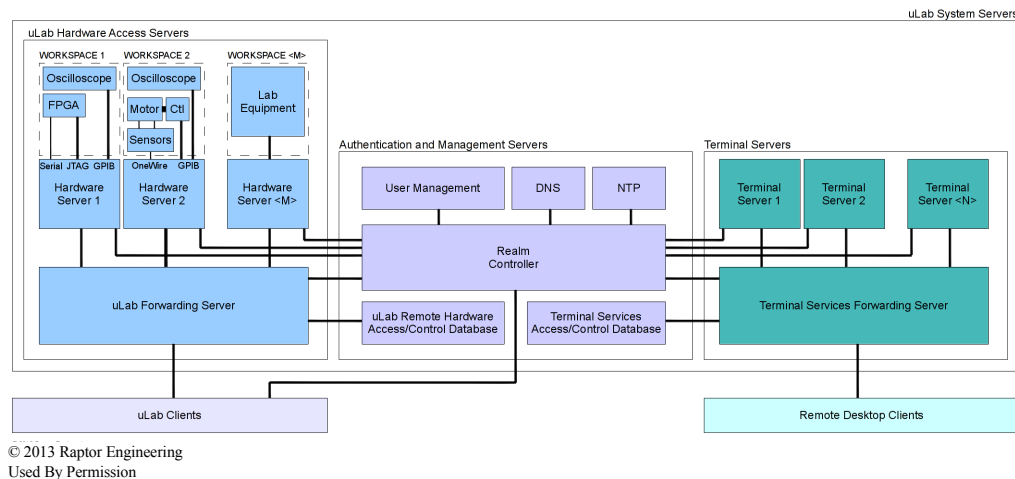 uLab System Servers
uLab Hardware Access Servers
WORKSPACE 1
WORKSPACE 2
WORKSPACE <M>
Oscilloscope
FPGA
Oscilloscope
Motor
Ctl
Sensors
Lab
Equipment
Serial JTAG GPIB
OneWire GPIB
Hardware
Server 1
Hardware
Server 2
Hardware
Server <M>
uLab Forwarding Server
Authentication and Management Servers
User Management
DNS
NTP
Realm
Controller
uLab Remote Hardware
Access/Control Database
Terminal Services
Access/Control Database
Terminal Servers
Terminal
Server 1
Terminal
Server 2
Terminal
Server <N>
Terminal Services Forwarding Server
uLab Clients
Remote Desktop Clients
© 2013 Raptor Engineering
Used By Permission